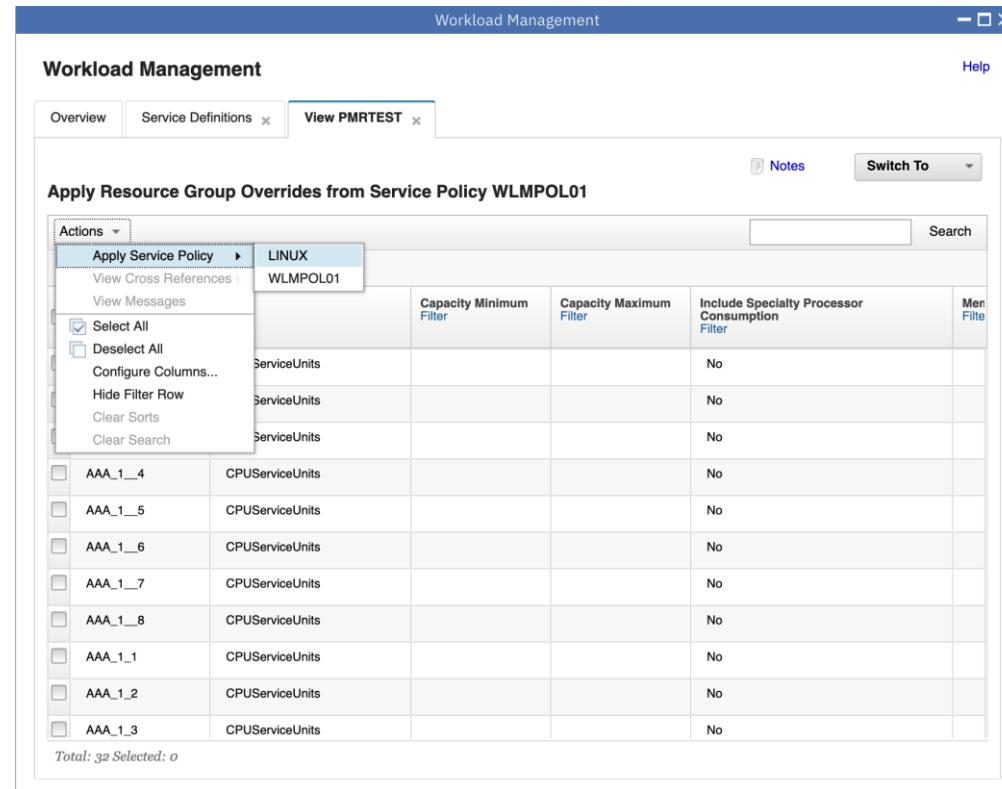 Workload Management
Workload Management
Help
Overview
Service Definitions
View PMRTEST
Notes
Switch To
Apply Resource Group Overrides from Service Policy WLMPOL01
Actions
Search
Apply Service Policy
LINUX
View Cross References
WLMPOL01
View Messages
Select All
Deselect All
Configure Columns...
Hide Filter Row
Clear Sorts
Clear Search
Capacity Minimum
Filter
Capacity Maximum
Filter
Include Specialty Processor
Consumption
Filter
ServiceUnits No
ServiceUnits No
ServiceUnits No
AAA_1__4 CPUServiceUnits No
AAA_1__5 CPUServiceUnits No
AAA_1__6 CPUServiceUnits No
AAA_1__7 CPUServiceUnits No
AAA_1__8 CPUServiceUnits No
AAA_1_1 CPUServiceUnits No
AAA_1_2 CPUServiceUnits No
AAA_1_3 CPUServiceUnits No
Total: 32 Selected: 0